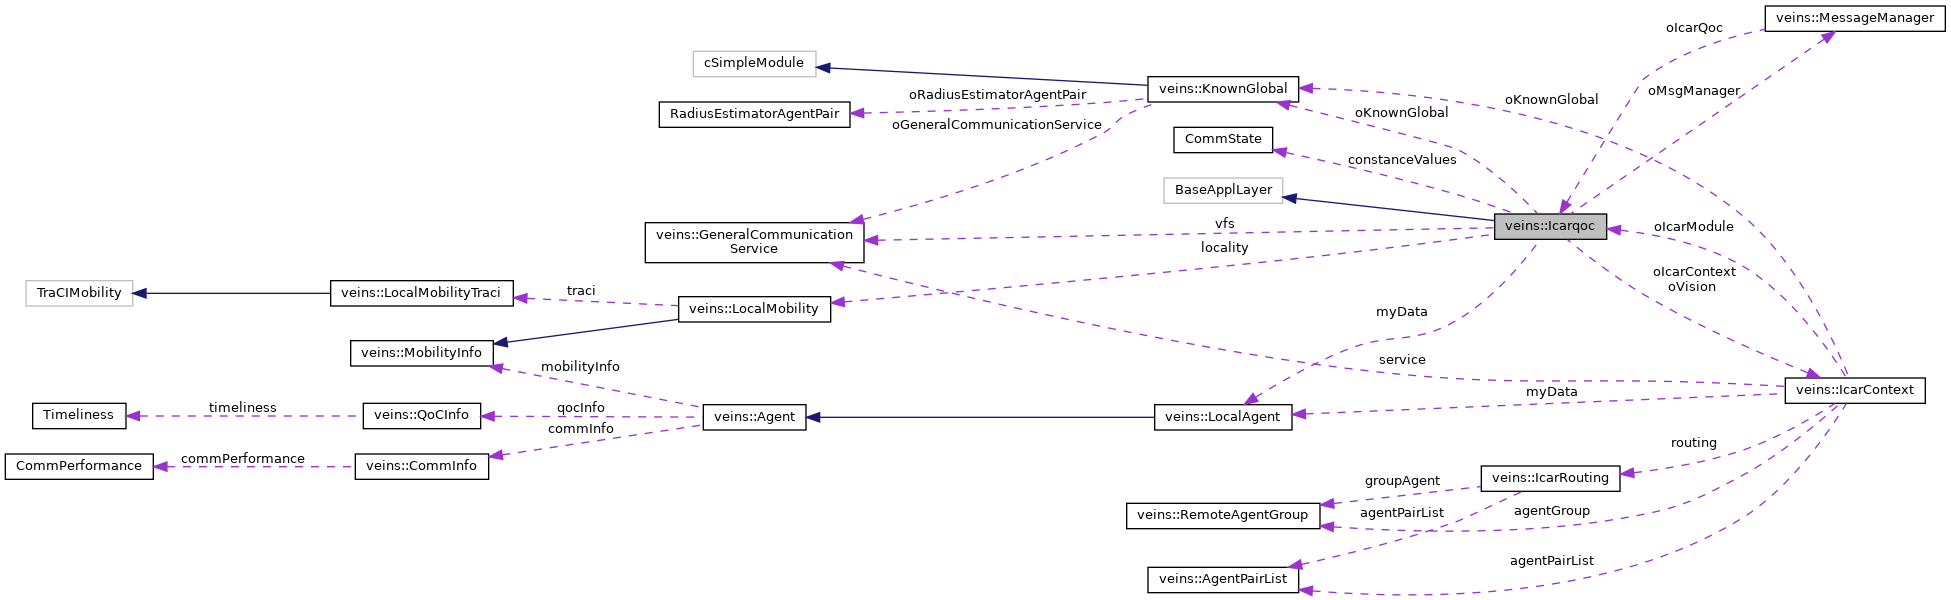 veins::MessageManager
oIcarQoc
cSimpleModule
veins::KnownGlobal
oRadiusEstimatorAgentPair
oMsgManager
oKnownGlobal
RadiusEstimatorAgentPair
oKnownGlobal
oGeneralCommunicationService
CommState
constanceValues
BaseApplLayer
vfs
veins::Icarqoc
oIcarModule
veins::GeneralCommunication
Service
locality
oIcarContext
oVision
TraCIMobility
veins::LocalMobilityTraci
traci
veins::LocalMobility
myData
veins::MobilityInfo
mobilityInfo
service
veins::IcarContext
myData
Timeliness
timeliness
veins::QoCInfo
qocInfo
veins::Agent
veins::LocalAgent
commInfo
routing
CommPerformance
commPerformance
veins::CommInfo
groupAgent
veins::IcarRouting
veins::RemoteAgentGroup
agentPairList
agentGroup
agentPairList
veins::AgentPairList